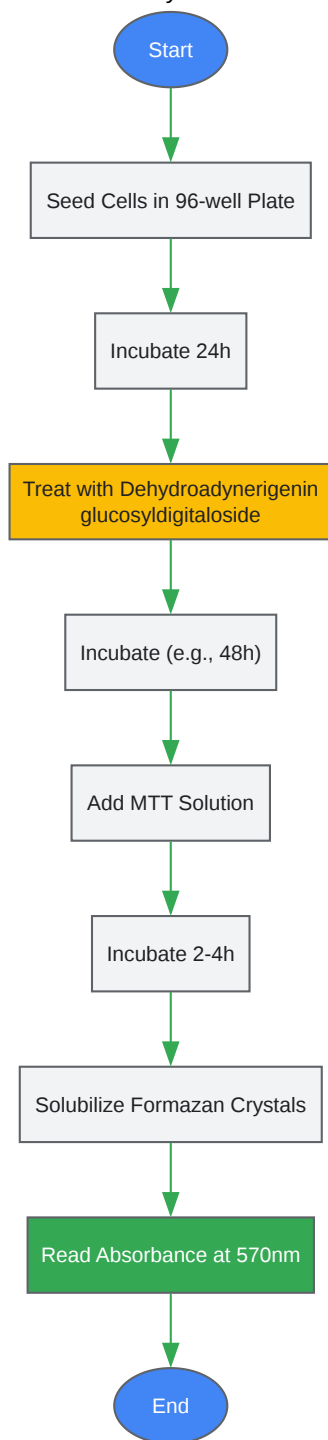 Start
Seed Cells in 96-well Plate
Incubate 24h
Treat with Dehydroadynerigenin
glucosyldigitaloside
Incubate (e.g., 48h)
Add MTT Solution
Incubate 2-4h
Solubilize Formazan Crystals
Read Absorbance at 570nm
End